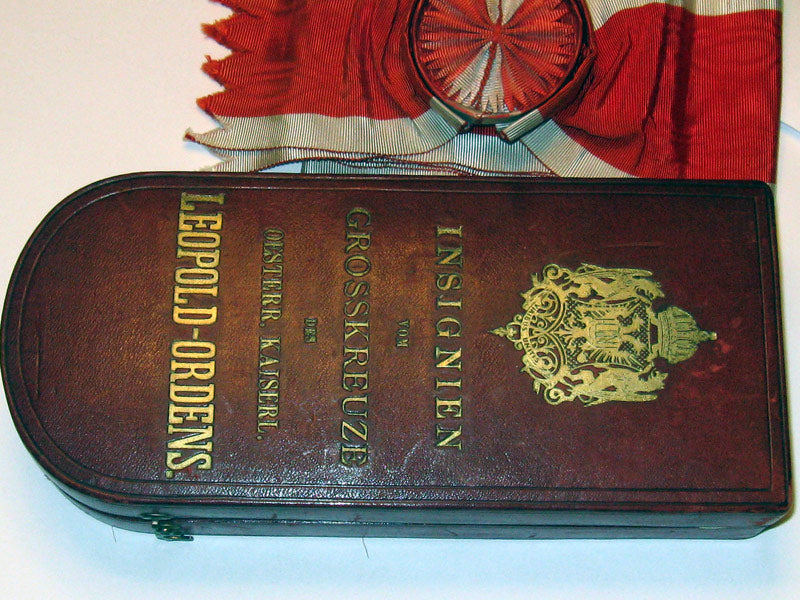 INSIGNIEN
VOM
GROSSKREUZE
DES
OESTERR. KAISERL.
LEOPOLD-ORDENS.